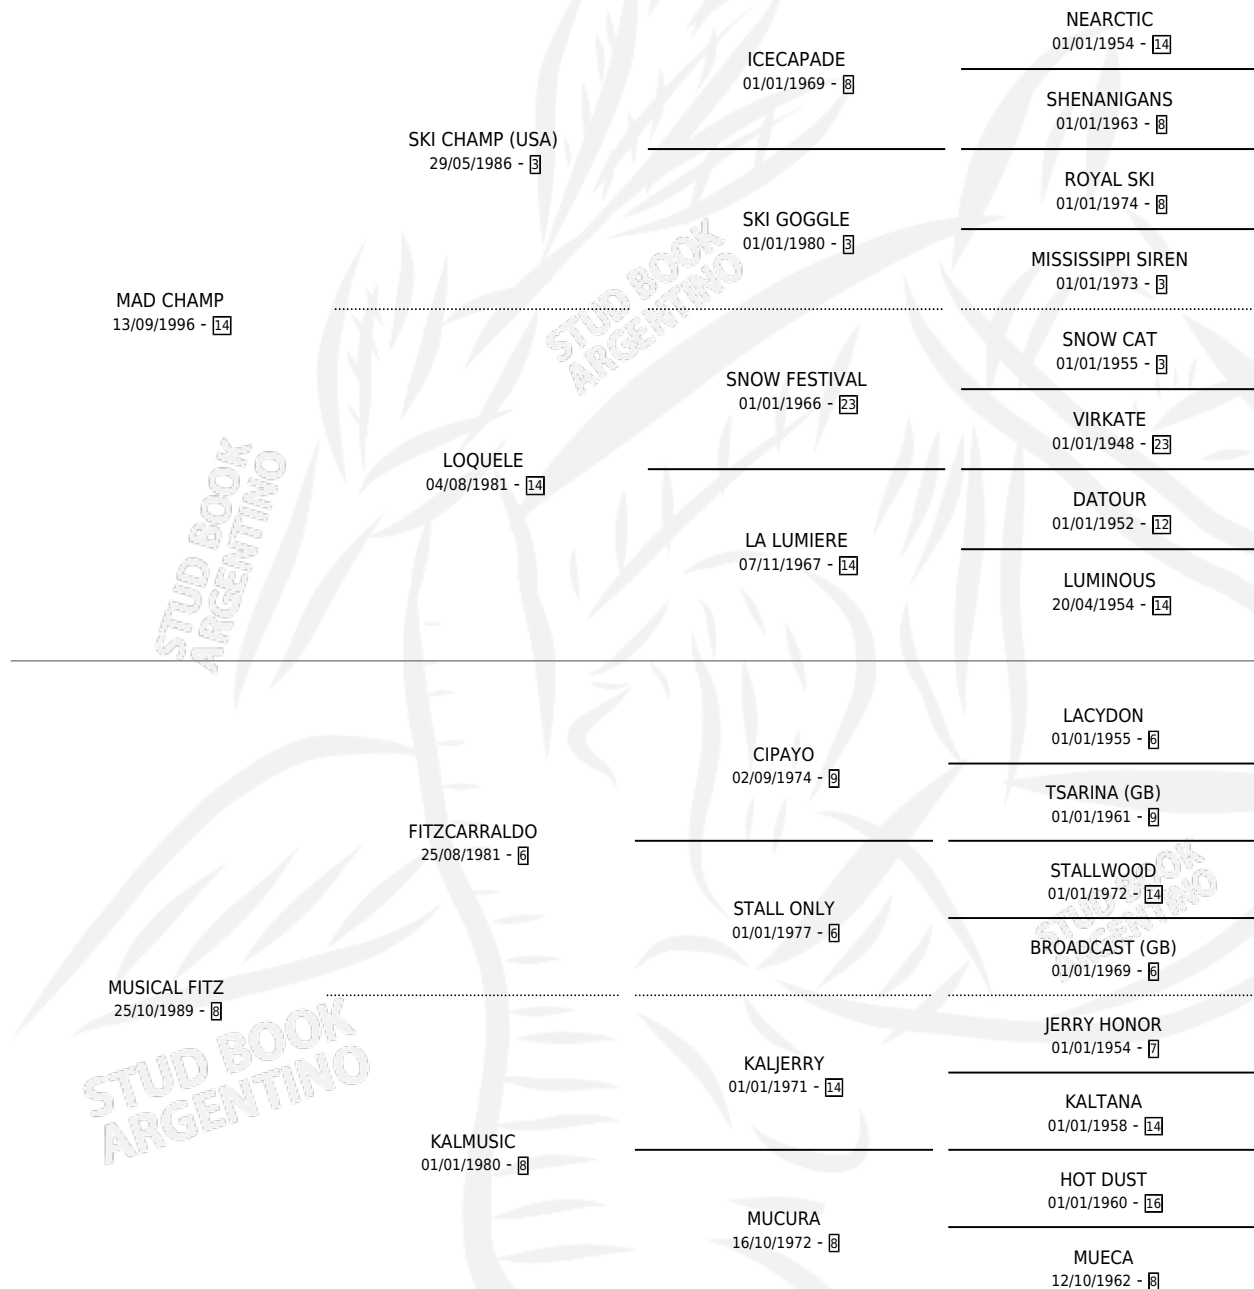 NEARCTIC
01/01/1954 - 14
ICECAPADE
01/01/1969 - 8
SHENANIGANS
01/01/1963 - 8
SKI CHAMP (USA)
29/05/1986 - 3
ROYAL SKI
01/01/1974 - 8
SKI GOGGLE
01/01/1980 - 3
MISSISSIPPI SIREN
01/01/1973 - 3
MAD CHAMP
13/09/1996 - 14
SNOW CAT
01/01/1955 - 3
SNOW FESTIVAL
01/01/1966 - 23
VIRKATE
01/01/1948 - 23
LOQUELE
04/08/1981 - 14
DATOUR
01/01/1952 - 12
LA LUMIERE
07/11/1967 - 14
LUMINOUS
20/04/1954 - 14
LACYDON
01/01/1955 - 6
CIPAYO
02/09/1974 - 9
TSARINA (GB)
01/01/1961 - 9
FITZCARRALDO
25/08/1981 - 6
STALLWOOD
01/01/1972 - 14
STALL ONLY
01/01/1977 - 6
BROADCAST (GB)
01/01/1969 - 6
MUSICAL FITZ
25/10/1989 - 8
JERRY HONOR
01/01/1954 - 7
KALJERRY
01/01/1971 - 14
KALTANA
01/01/1958 - 14
KALMUSIC
01/01/1980 - 8
HOT DUST
01/01/1960 - 16
MUCURA
16/10/1972 - 8
MUECA
12/10/1962 - 8
STUD BOOK
ARGENTINO
STUD BOOK
ARGENTINO
STUD BOOK
ARGENTINO
STUD BOOK
ARGENTINO